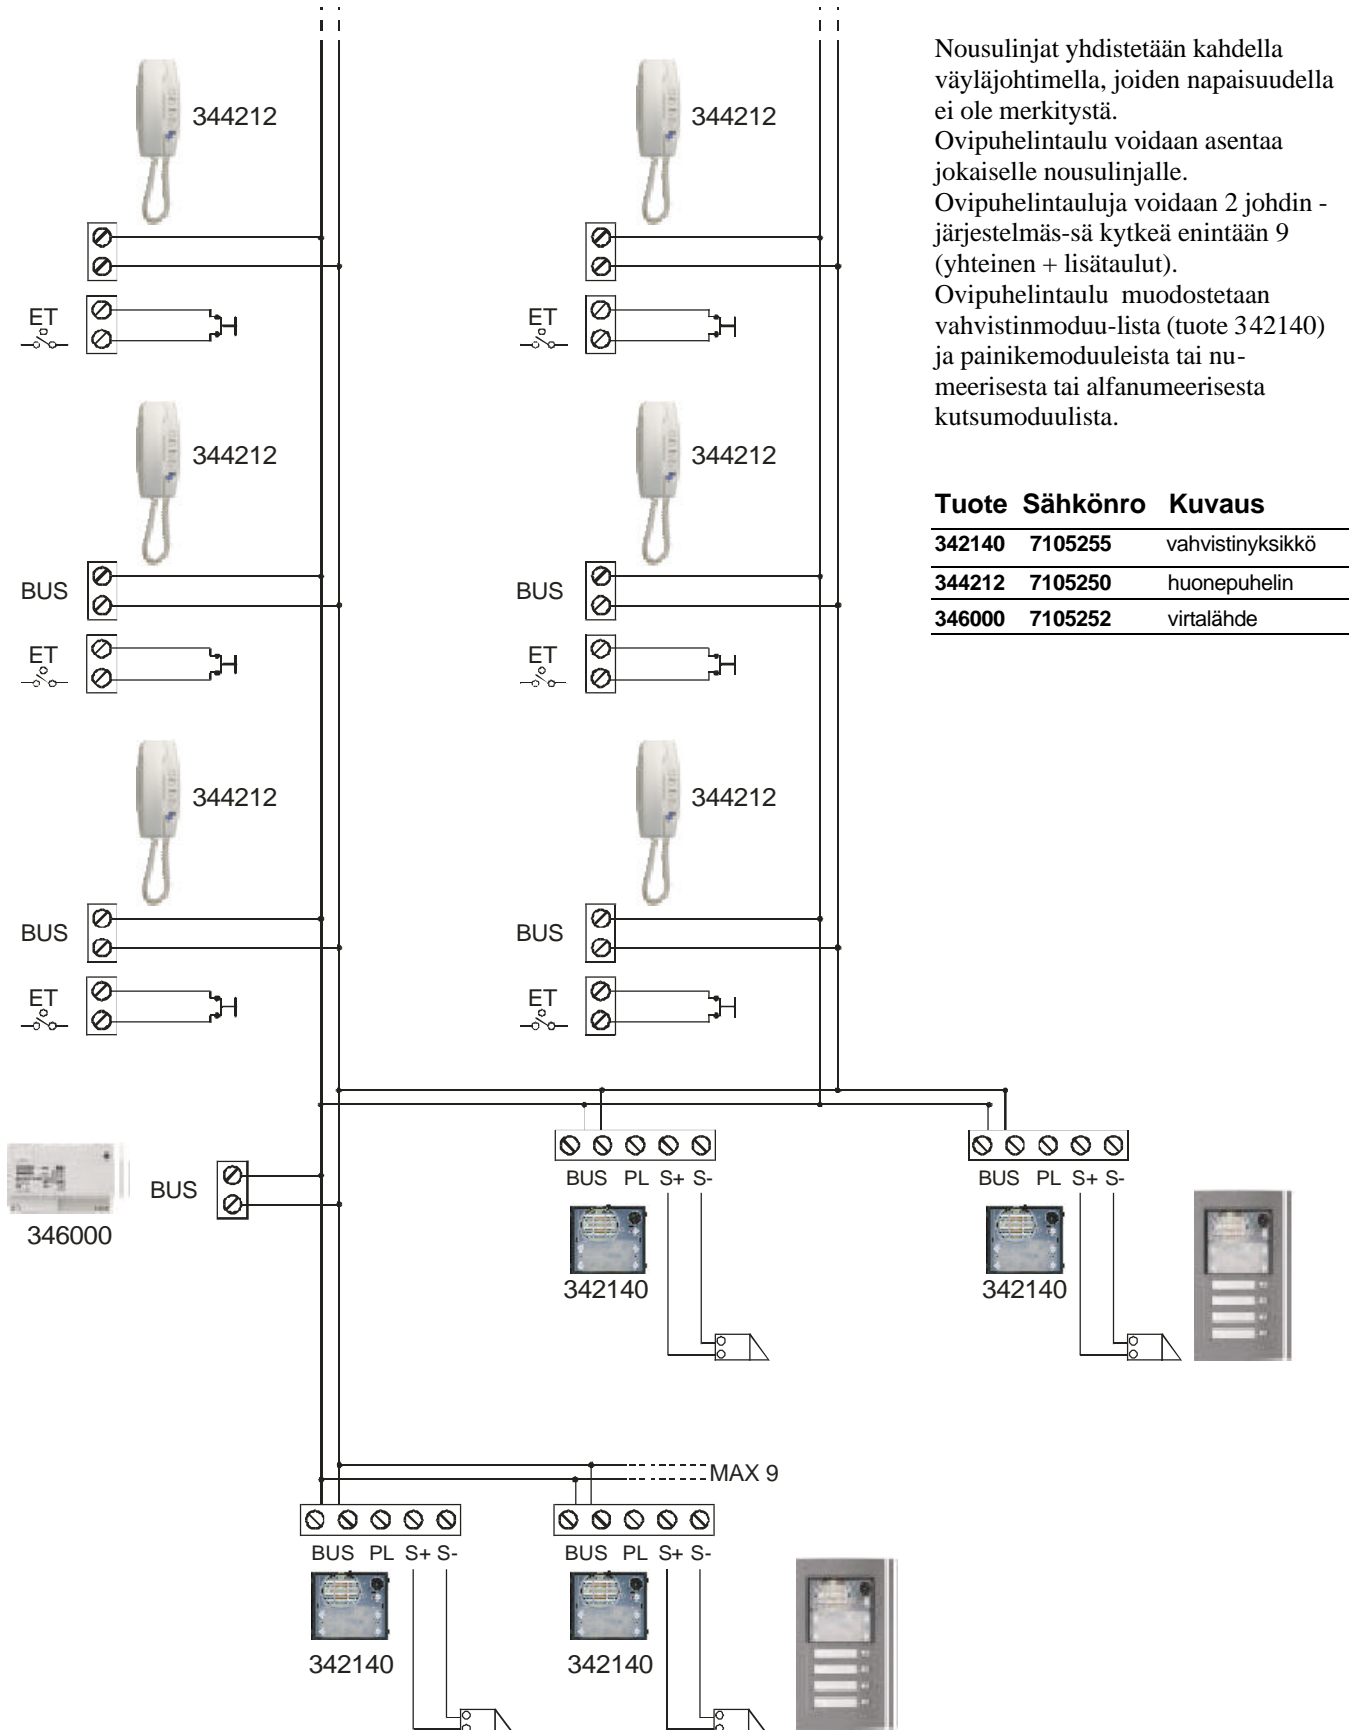 344212
344212
Nousulinjat yhdistetään kahdella
väyläjohtimella, joiden napaisuudella
ei ole merkitystä.
Ovipuhelintaulu voidaan asentaa
jokaiselle nousulinjalle.
Ovipuhelintauluja voidaan 2 johdin -
järjestelmäs-sä kytkeä enintään 9
(yhteinen + lisätaulut).
Ovipuhelintaulu muodostetaan
vahvistinmoduu-lista (tuote 342140)
ja painikemoduuleista tai nu-
meerisesta tai alfanumeerisesta
kutsumoduulista.
ET
ET
344212
344212
Tuote Sähkönro Kuvaus
342140 7105255 vahvistinyksikkö
344212 7105250 huonepuhelin
346000 7105252 virtalähde
BUS
BUS
ET
ET
344212
344212
BUS
BUS
ET
ET
BUS
346000
BUS PL S+ S-
342140
BUS PL S+ S-
342140
MAX 9
BUS PL S+ S-
342140
BUS PL S+ S-
342140